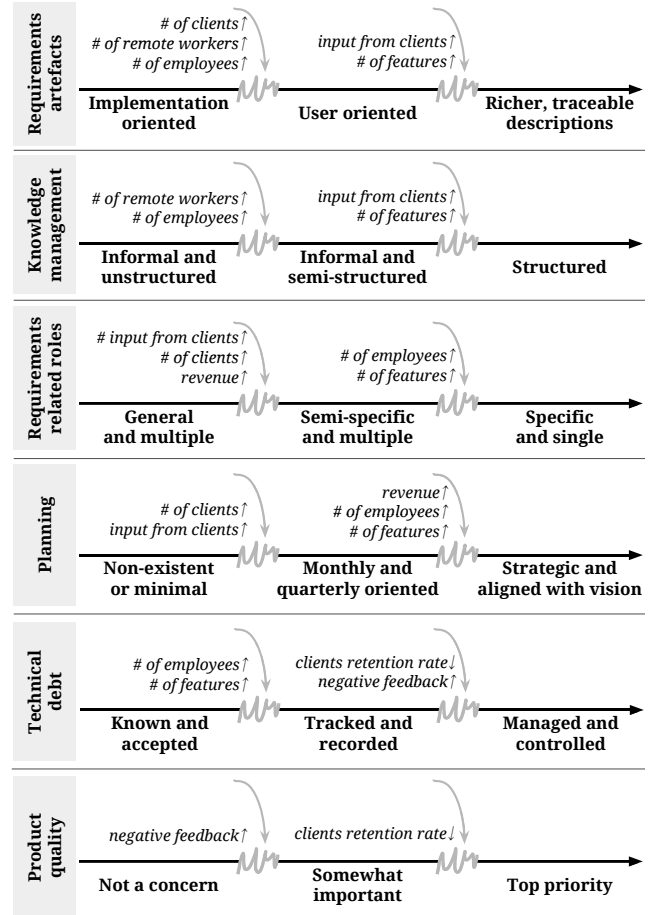 Requirements
artefacts
# of clients↑
# of remote workers↑
# of employees↑
input from clients↑
# of features↑
Implementation
oriented
User oriented
Richer, traceable
descriptions
Knowledge
management
# of remote workers↑
# of employees↑
input from clients↑
# of features↑
Informal and
unstructured
Informal and
semi-structured
Structured
Requirements
related roles
# input from clients↑
# of clients↑
revenue↑
# of employees↑
# of features↑
General
and multiple
Semi-specific
and multiple
Specific
and single
Planning
# of clients↑
input from clients↑
revenue↑
# of employees↑
# of features↑
Non-existent
or minimal
Monthly and
quarterly oriented
Strategic and
aligned with vision
Technical
debt
# of employees↑
# of features↑
clients retention rate↓
negative feedback↑
Known and
accepted
Tracked and
recorded
Managed and
controlled
Product
quality
negative feedback↑
clients retention rate↓
Not a concern
Somewhat
important
Top priority